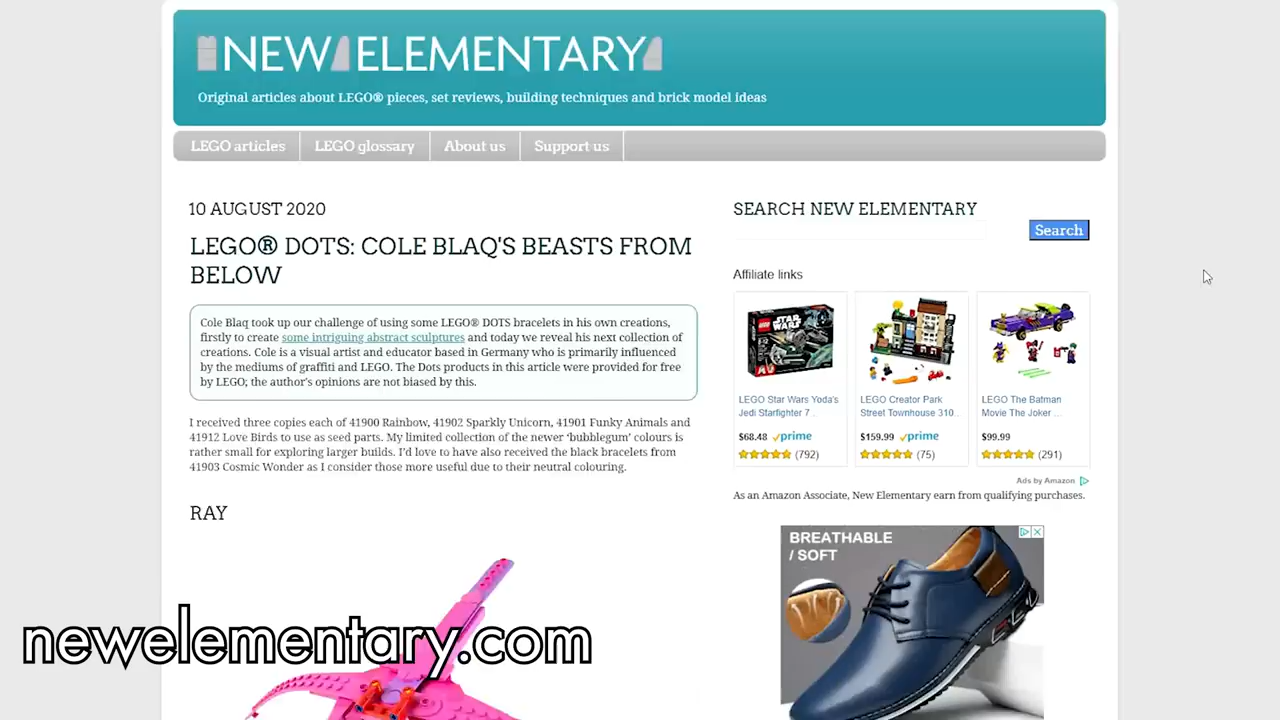 NEW ELEMENTARY
Original articles about LEGO® pieces, set reviews, building techniques and brick model ideas
LEGO articles
LEGO glossary
About us
Support us
10 AUGUST 2020
LEGO® DOTS: COLE BLAQ'S BEASTS FROM
BELOW
Cole Blaq took up our challenge of using some LEGO® DOTS bracelets in his own creations,
firstly to create some intriguing abstract sculptures and today we reveal his next collection of
creations. Cole is a visual artist and educator based in Germany who is primarily influenced
by the mediums of graffiti and LEGO. The Dots products in this article were provided for free
by LEGO; the author's opinions are not biased by this.
I received three copies each of 41900 Rainbow, 41902 Sparkly Unicorn, 41901 Funky Animals and
41912 Love Birds to use as seed parts. My limited collection of the newer ‘bubblegum’ colours is
rather small for exploring larger builds. I’d love to have also received the black bracelets from
41903 Cosmic Wonder as I consider those more useful due to their neutral colouring.
RAY
newelementary.com
SEARCH NEW ELEMENTARY
Search
Affiliate links
LEGO Star Wars Yoda's
Jedi Starfighter 7 ..
$68.48 prime
(792)
LEGO Creator Park
Street Townhouse 310..
$159.99 prime
(75)
LEGO The Batman
Movie The Joker ...
$99.99
(291)
Ads by Amazon
As an Amazon Associate, New Elementary earn from qualifying purchases.
BREATHABLE
/ SOFT